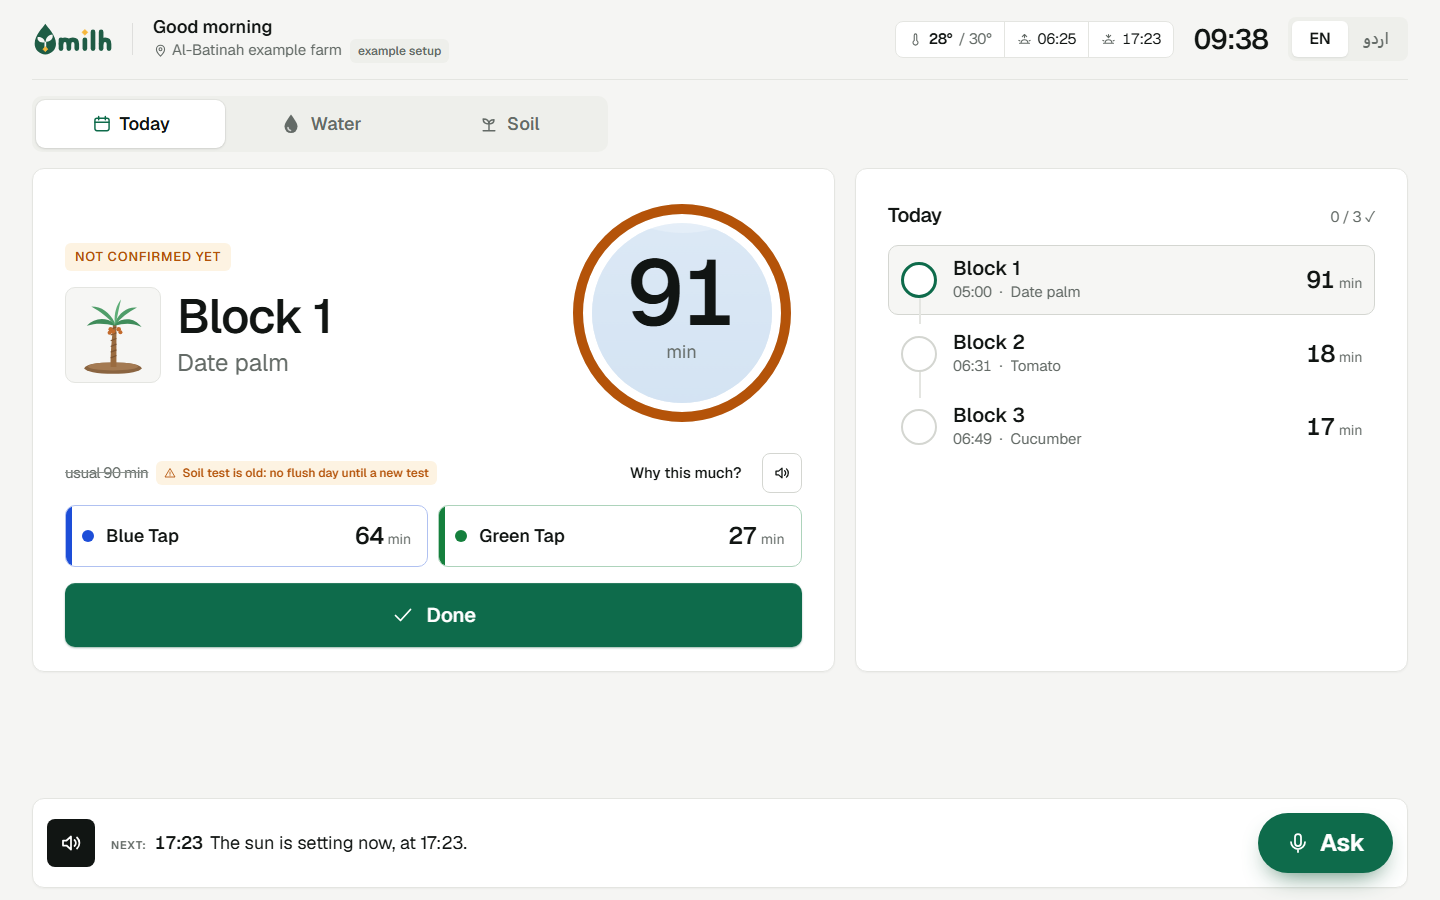 milh
Good morning
Al-Batinah example farm example setup
28° / 30° 06:25 17:23
09:38
EN اردو
Today Water Soil
NOT CONFIRMED YET
Block 1
Date palm
91
min
usual 90 min Soil test is old: no flush day until a new test
Why this much?
Blue Tap 64 min
Green Tap 27 min
Done
Today 0 / 3 ✓
Block 1
05:00 · Date palm
91 min
Block 2
06:31 · Tomato
18 min
Block 3
06:49 · Cucumber
17 min
NEXT: 17:23 The sun is setting now, at 17:23.
Ask